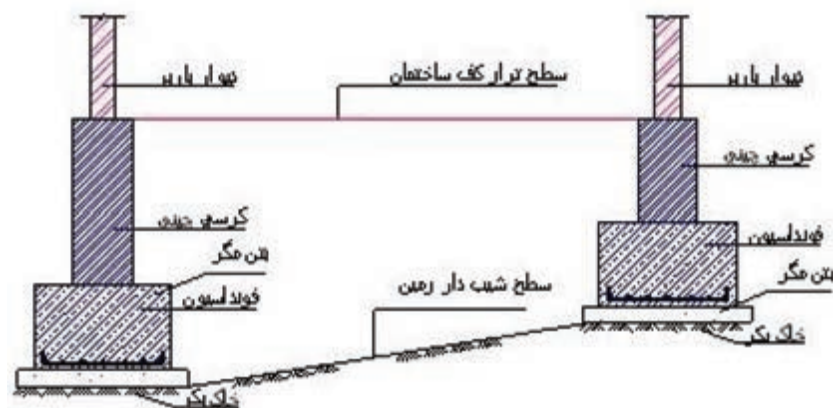 دیوار باربر
سطح تراز کف ساختمان
دیوار باربر
کرسی چینی
کرسی چینی
فونداسیون
بتن مگر
بتن مگر
سطح شیب دار زمین
فونداسیون
خاک بکر
خاک بکر